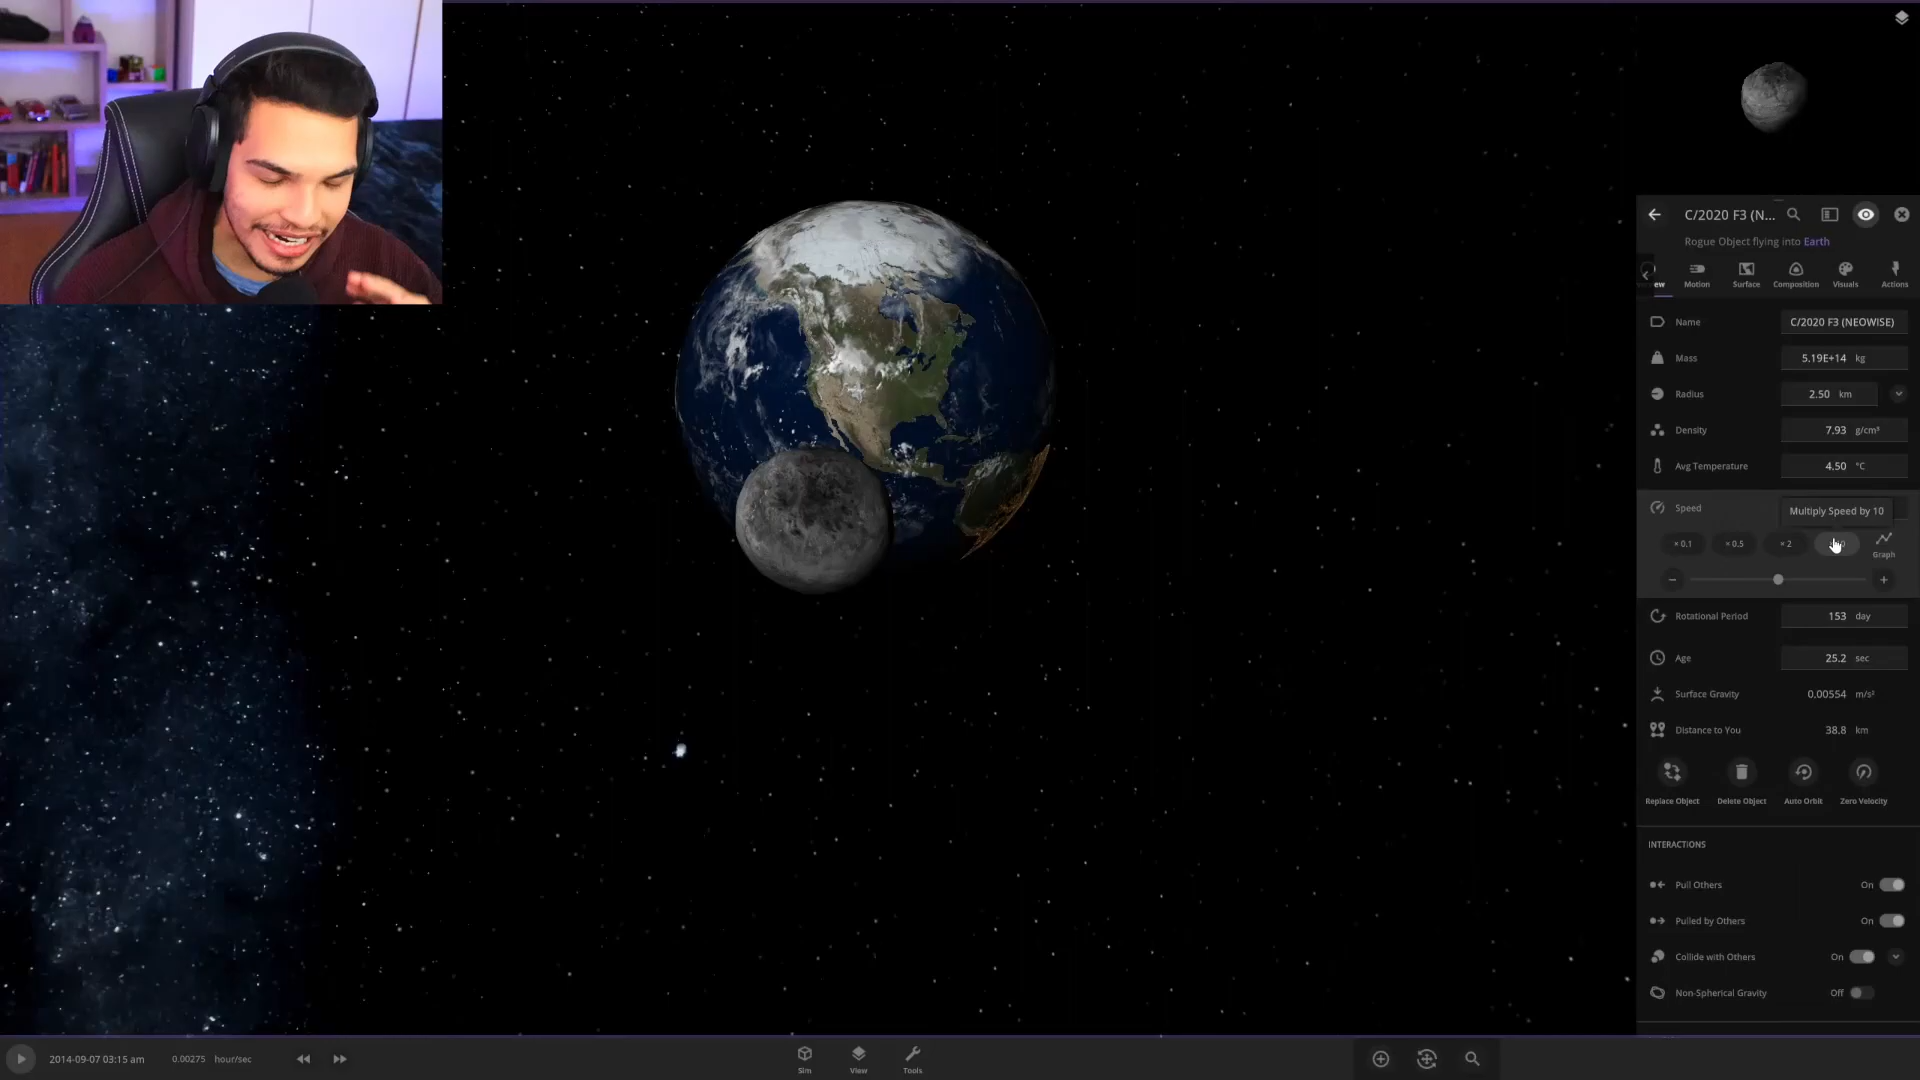 C/2020 F3 (N...
Rogue Object flying into Earth
Motion
Surface
Composition
Visuals
Actions
Name C/2020 F3 (NEOWISE)
Mass 5.19E+14 kg
Radius 2.50 km
Density 7.93 g/cm³
Avg Temperature 4.50 °C
Speed
Multiply Speed by 10
× 0.1 × 0.5 × 2
Graph
Rotational Period 153 day
Age 25.2 sec
Surface Gravity 0,00554 m/s²
Distance to You 38.8 km
Replace Object Delete Object Auto Orbit Zero Velocity
INTERACTIONS
Pull Others On
Pulled by Others On
Collide with Others On
Non-Spherical Gravity Off
2014-09-07 03:15 am 0.00275 hour/sec
Sim View Tools